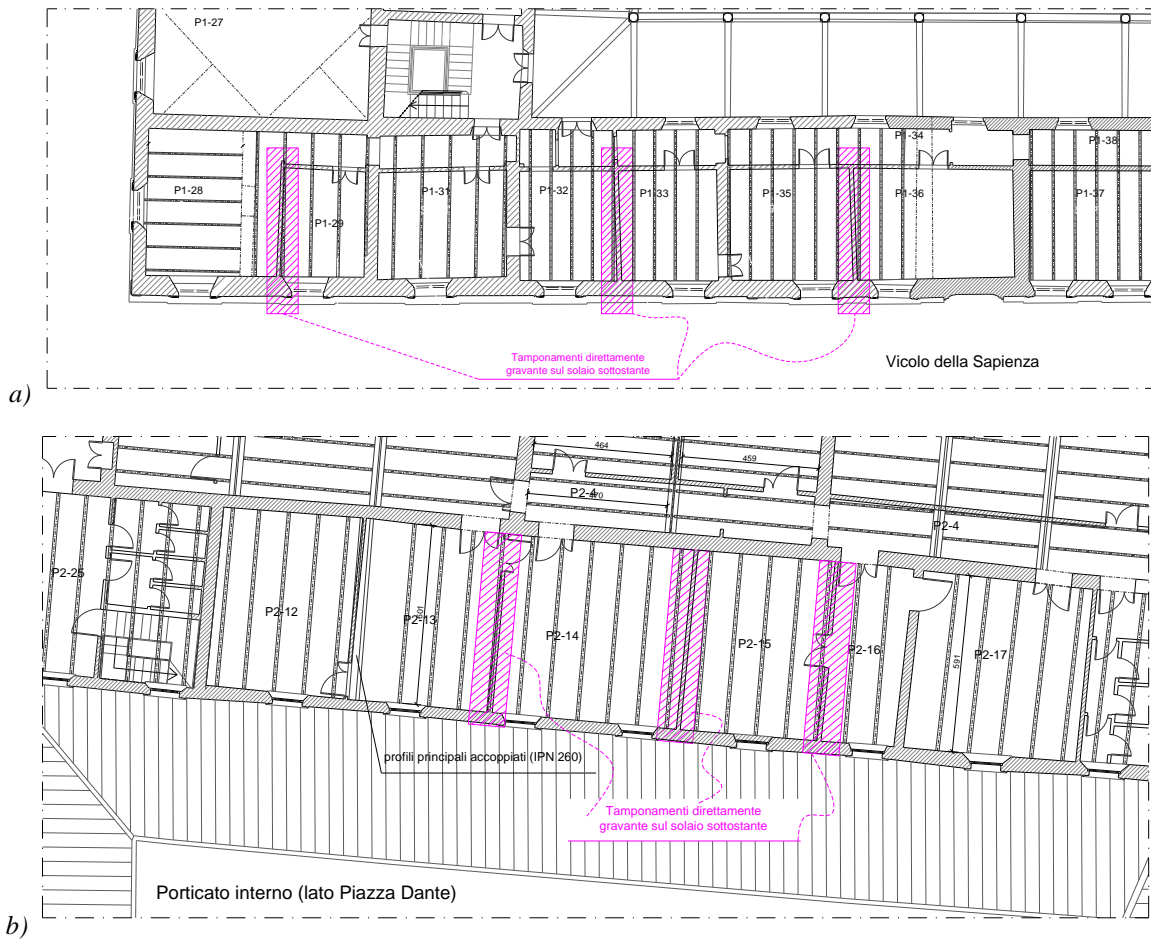 P1-27
P1-34
P1-38
P1-28
P1-31
P1-32
P1-33
P1-35
P1-36
P1-37
P1-29
Tamponamenti direttamente
gravante sul solaio sottostante
Vicolo della Sapienza
a)
464
459
P2-4
470
P2-4
P2-25
P2-12
P2-13
P2-14
P2-15
P2-16
P2-17
591
profili principali accoppiati (IPN 260)
Tamponamenti direttamente
gravante sul solaio sottostante
Porticato interno (lato Piazza Dante)
b)